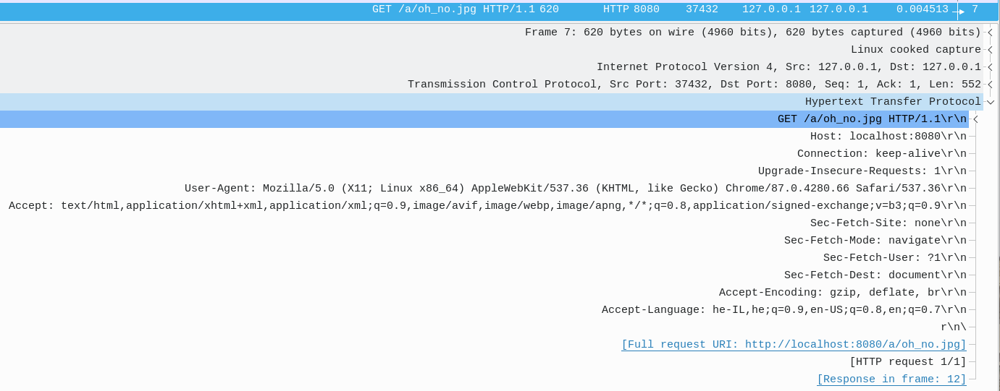 GET /a/oh_no.jpg HTTP/1.1 620 HTTP 8080 37432 127.0.0.1 127.0.0.1 0.004513 7
Frame 7: 620 bytes on wire (4960 bits), 620 bytes captured (4960 bits)
Linux cooked capture
Internet Protocol Version 4, Src: 127.0.0.1, Dst: 127.0.0.1
Transmission Control Protocol, Src Port: 37432, Dst Port: 8080, Seq: 1, Ack: 1, Len: 552
Hypertext Transfer Protocol
GET /a/oh_no.jpg HTTP/1.1\r\n
Host: localhost:8080\r\n
Connection: keep-alive\r\n
Upgrade-Insecure-Requests: 1\r\n
User-Agent: Mozilla/5.0 (X11; Linux x86_64) AppleWebKit/537.36 (KHTML, like Gecko) Chrome/87.0.4280.66 Safari/537.36\r\n
Accept: text/html,application/xhtml+xml,application/xml;q=0.9,image/avif,image/webp,image/apng,*/*;q=0.8,application/signed-exchange;v=b3;q=0.9\r\n
Sec-Fetch-Site: none\r\n
Sec-Fetch-Mode: navigate\r\n
Sec-Fetch-User: ?1\r\n
Sec-Fetch-Dest: document\r\n
Accept-Encoding: gzip, deflate, br\r\n
Accept-Language: he-IL,he;q=0.9,en-US;q=0.8,en;q=0.7\r\n
r\n\
[Full request URI: http://localhost:8080/a/oh_no.jpg]
[HTTP request 1/1]
[Response in frame: 12]